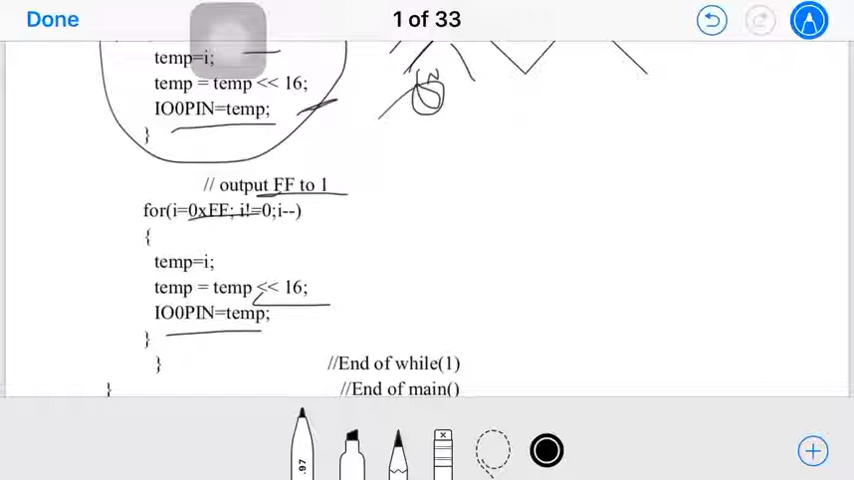 Done
1 of 33
temp=i;
temp = temp << 16;
IO0PIN=temp;
}
// output FF to 1
for(i=0xFF; i!=0;i--)
{
temp=i;
temp = temp << 16;
IO0PIN=temp;
}
} //End of while(1)
} //End of main()
.97